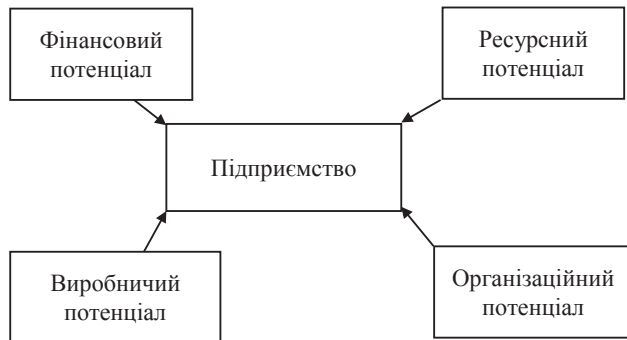 Фінансовий
потенціал
Ресурсний
потенціал
Підприємство
Виробничий
потенціал
Організаційний
потенціал